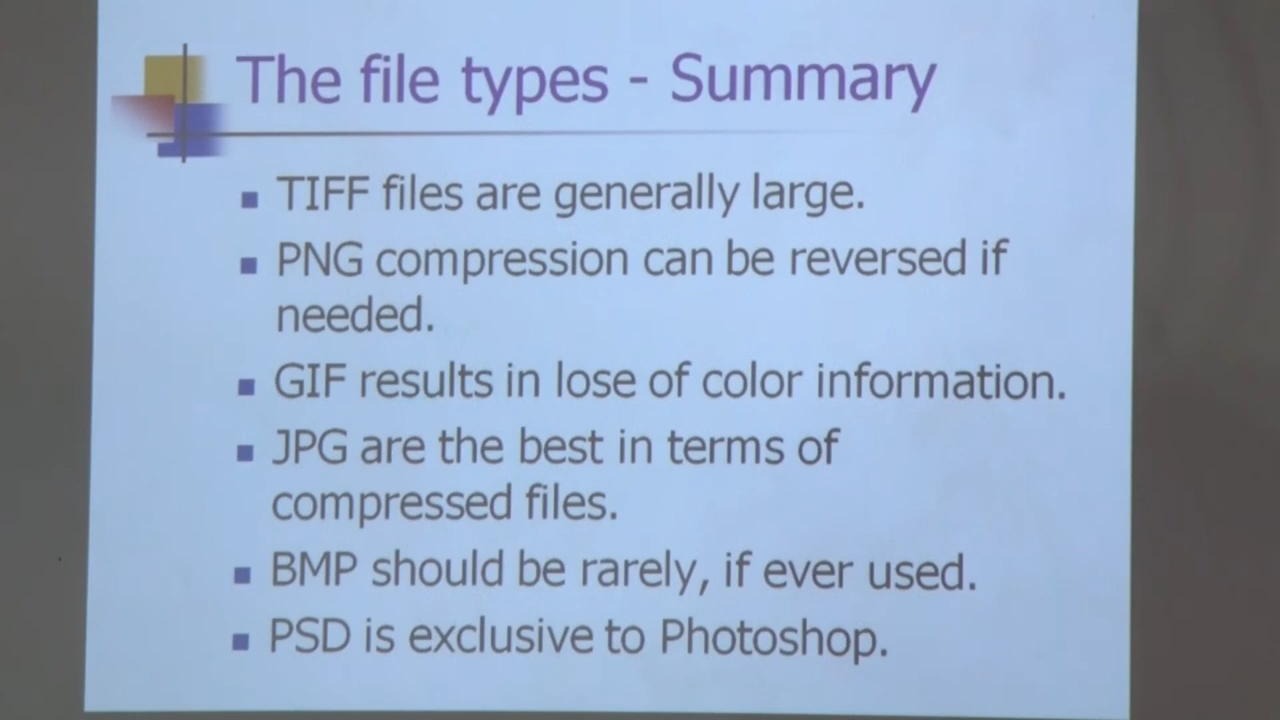 The file types - Summary
TIFF files are generally large.
PNG compression can be reversed if
needed.
GIF results in lose of color information.
JPG are the best in terms of
compressed files.
BMP should be rarely, if ever used.
PSD is exclusive to Photoshop.